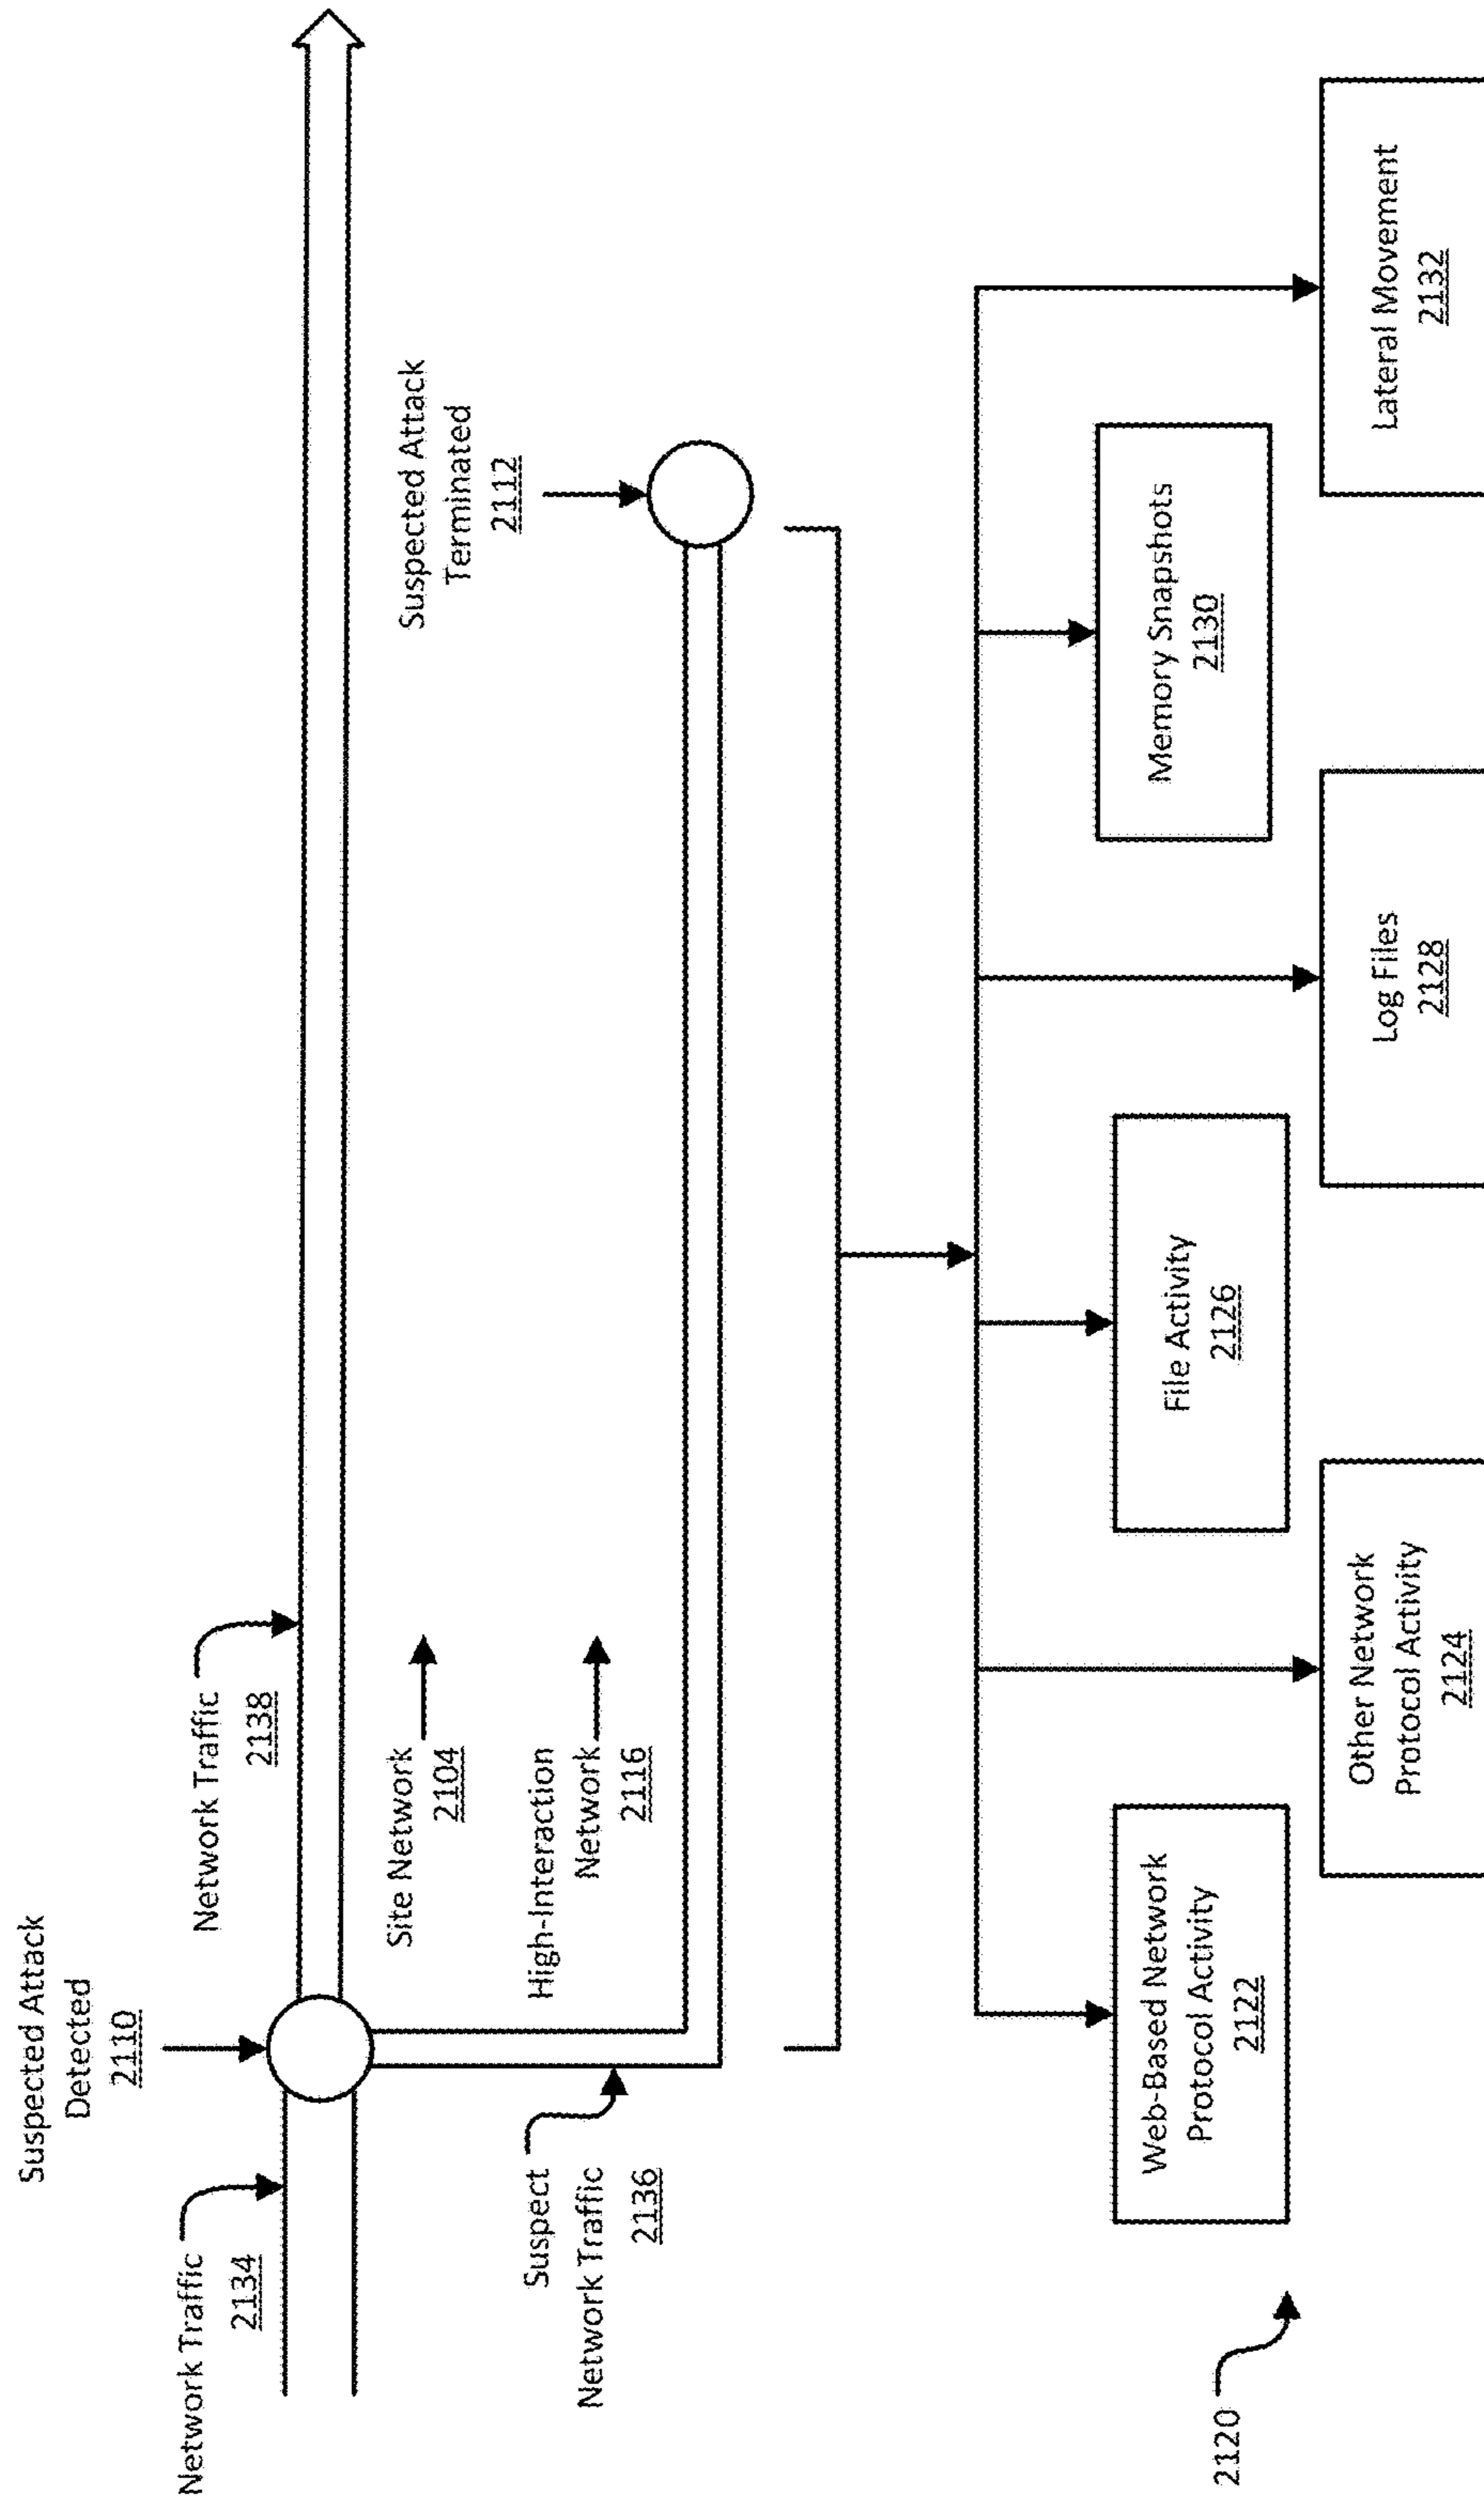 Suspected Attack
Detected
2110
Network Traffic
2134
Network Traffic
2138
Site Network
2104
High-Interaction
Network
2116
Suspect
Network Traffic
2136
Suspected Attack
Terminated
2112
2120
Web-Based Network
Protocol Activity
2122
Other Network
Protocol Activity
2124
File Activity
2126
Log Files
2128
Memory Snapshots
2130
Lateral Movement
2132